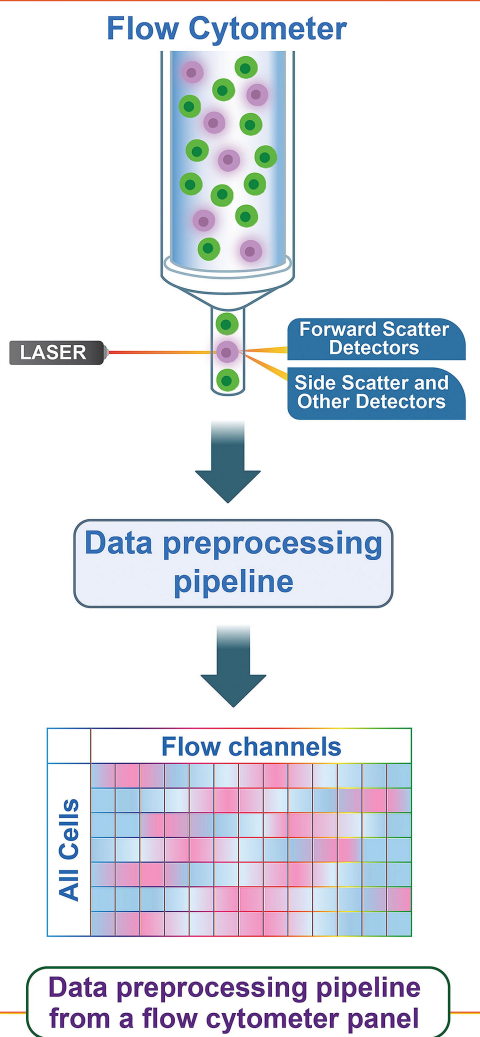 Flow Cytometer
LASER
Forward Scatter
Detectors
Side Scatter and
Other Detectors
Data preprocessing
pipeline
Flow channels
All Cells
Data preprocessing pipeline
from a flow cytometer panel